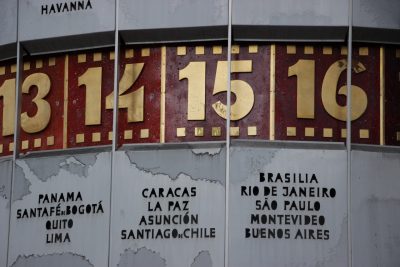 HAVANNA
13 14 15 16
PANAMA
SANTAFÉ DE BOGOTÁ
QUITO
LIMA
CARACAS
LA PAZ
ASUNCIÓN
SANTIAGO DE CHILE
BRASILIA
RIO DE JANEIRO
SÃO PAULO
MONTEVIDEO
BUENOS AIRES